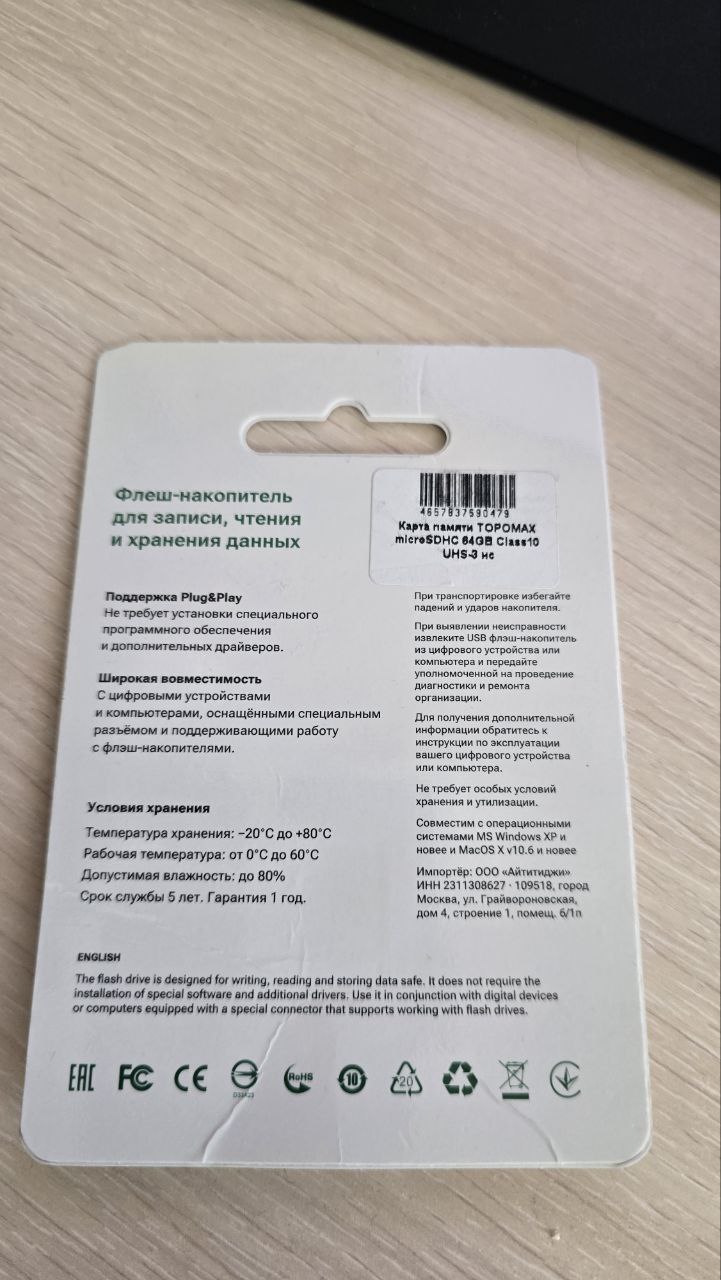 Флеш-накопитель
для записи, чтения
и хранения данных
4657837590479
Карта памяти TOPOMAX
microSDHC 64GB Class10
UHS-3 нс
Поддержка Plug&Play
Не требует установки специального
программного обеспечения
и дополнительных драйверов.
Широкая вовместимость
С цифровыми устройствами
и компьютерами, оснащёнными специальным
разъёмом и поддерживающими работу
с флэш-накопителями.
Условия хранения
Температура хранения: –20°C до +80°C
Рабочая температура: от 0°C до 60°C
Допустимая влажность: до 80%
Срок службы 5 лет. Гарантия 1 год.
При транспортировке избегайте
падений и ударов накопителя.
При выявлении неисправности
извлеките USB флэш-накопитель
из цифрового устройства или
компьютера и передайте
уполномоченной на проведение
диагностики и ремонта
организации.
Для получения дополнительной
информации обратитесь к
инструкции по эксплуатации
вашего цифрового устройства
или компьютера.
Не требует особых условий
хранения и утилизации.
Совместим с операционными
системами MS Windows XP и
новее и MacOS X v10.6 и новее
Импортёр: ООО «Айтитиджи»
ИНН 2311308627 · 109518, город
Москва, ул. Грайвороновская,
дом 4, строение 1, помещ. 6/1п
ENGLISH
The flash drive is designed for writing, reading and storing data safe. It does not require the
installation of special software and additional drivers. Use it in conjunction with digital devices
or computers equipped with a special connector that supports working with flash drives.
EAC FC CE D33423 RoHS 10 20